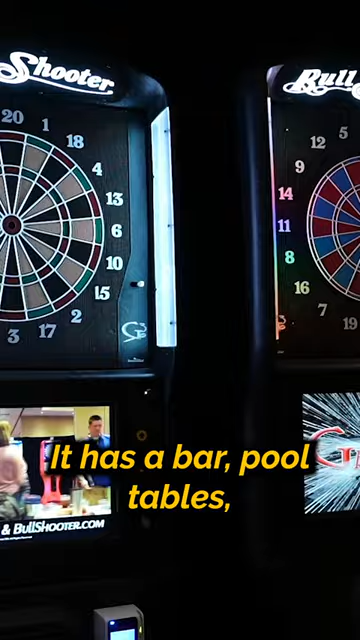 Shooter
Bull
20 1 18 4 13 6 10 15 2 17 3
5 12 9 14 11 8 16 7 19
It has a bar, pool
tables,
& BULLSHOOTER.COM